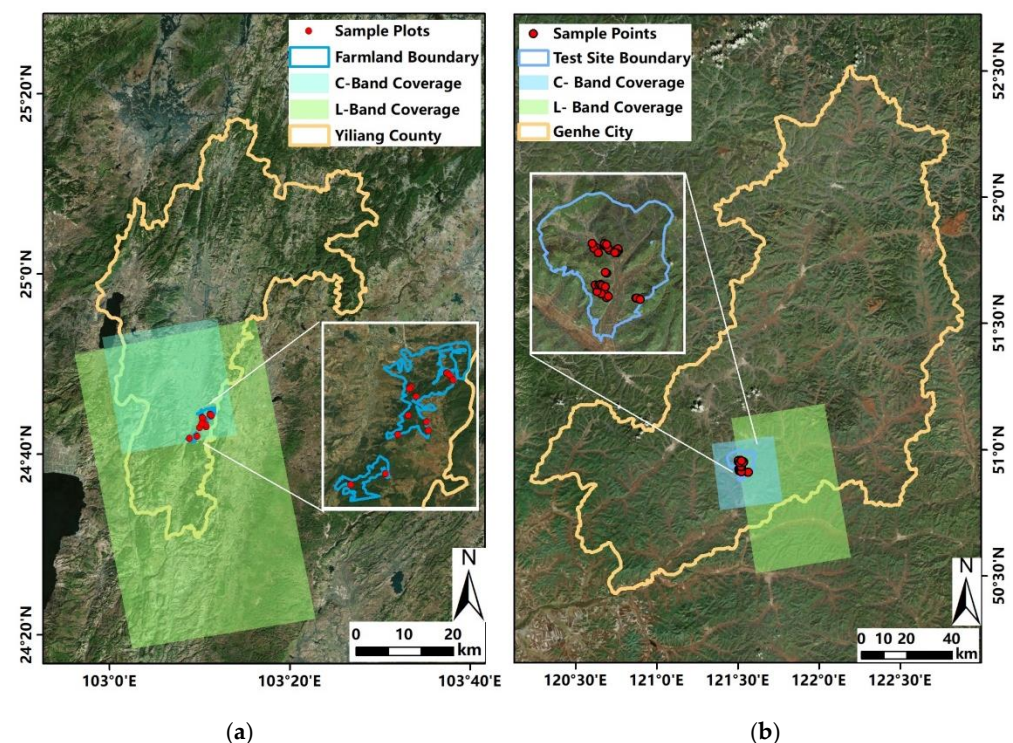 Sample Plots
Farmland Boundary
C-Band Coverage
L-Band Coverage
Yiliang County
25°20'N
25°0'N
24°40'N
24°20'N
N
0 10 20
km
103°0'E
103°20'E
103°40'E
(a)
Sample Points
Test Site Boundary
C- Band Coverage
L- Band Coverage
Genhe City
52°30'N
52°0'N
51°30'N
51°0'N
50°30'N
N
0 10 20 40
km
120°30'E
121°0'E
121°30'E
122°0'E
122°30'E
(b)